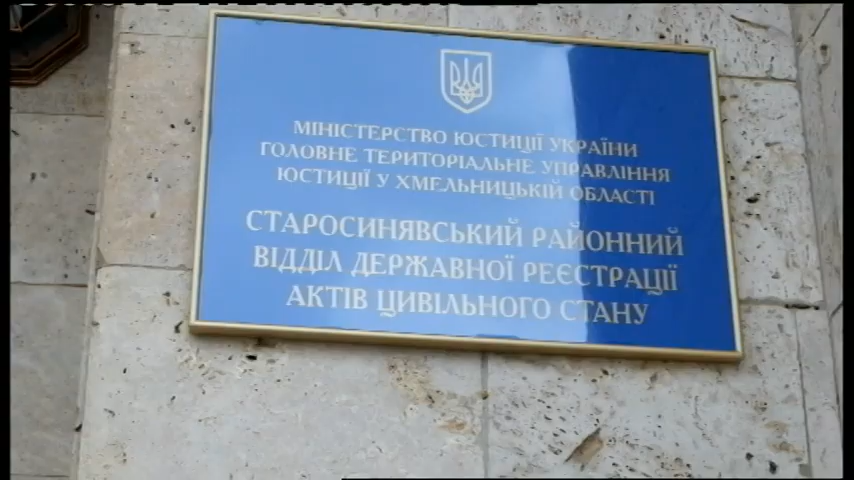 МІНІСТЕРСТВО ЮСТИЦІЇ УКРАЇНИ
ГОЛОВНЕ ТЕРИТОРІАЛЬНЕ УПРАВЛІННЯ
ЮСТИЦІЇ У ХМЕЛЬНИЦЬКІЙ ОБЛАСТІ
СТАРОСИНЯВСЬКИЙ РАЙОННИЙ
ВІДДІЛ ДЕРЖАВНОЇ РЕЄСТРАЦІЇ
АКТІВ ЦИВІЛЬНОГО СТАНУ